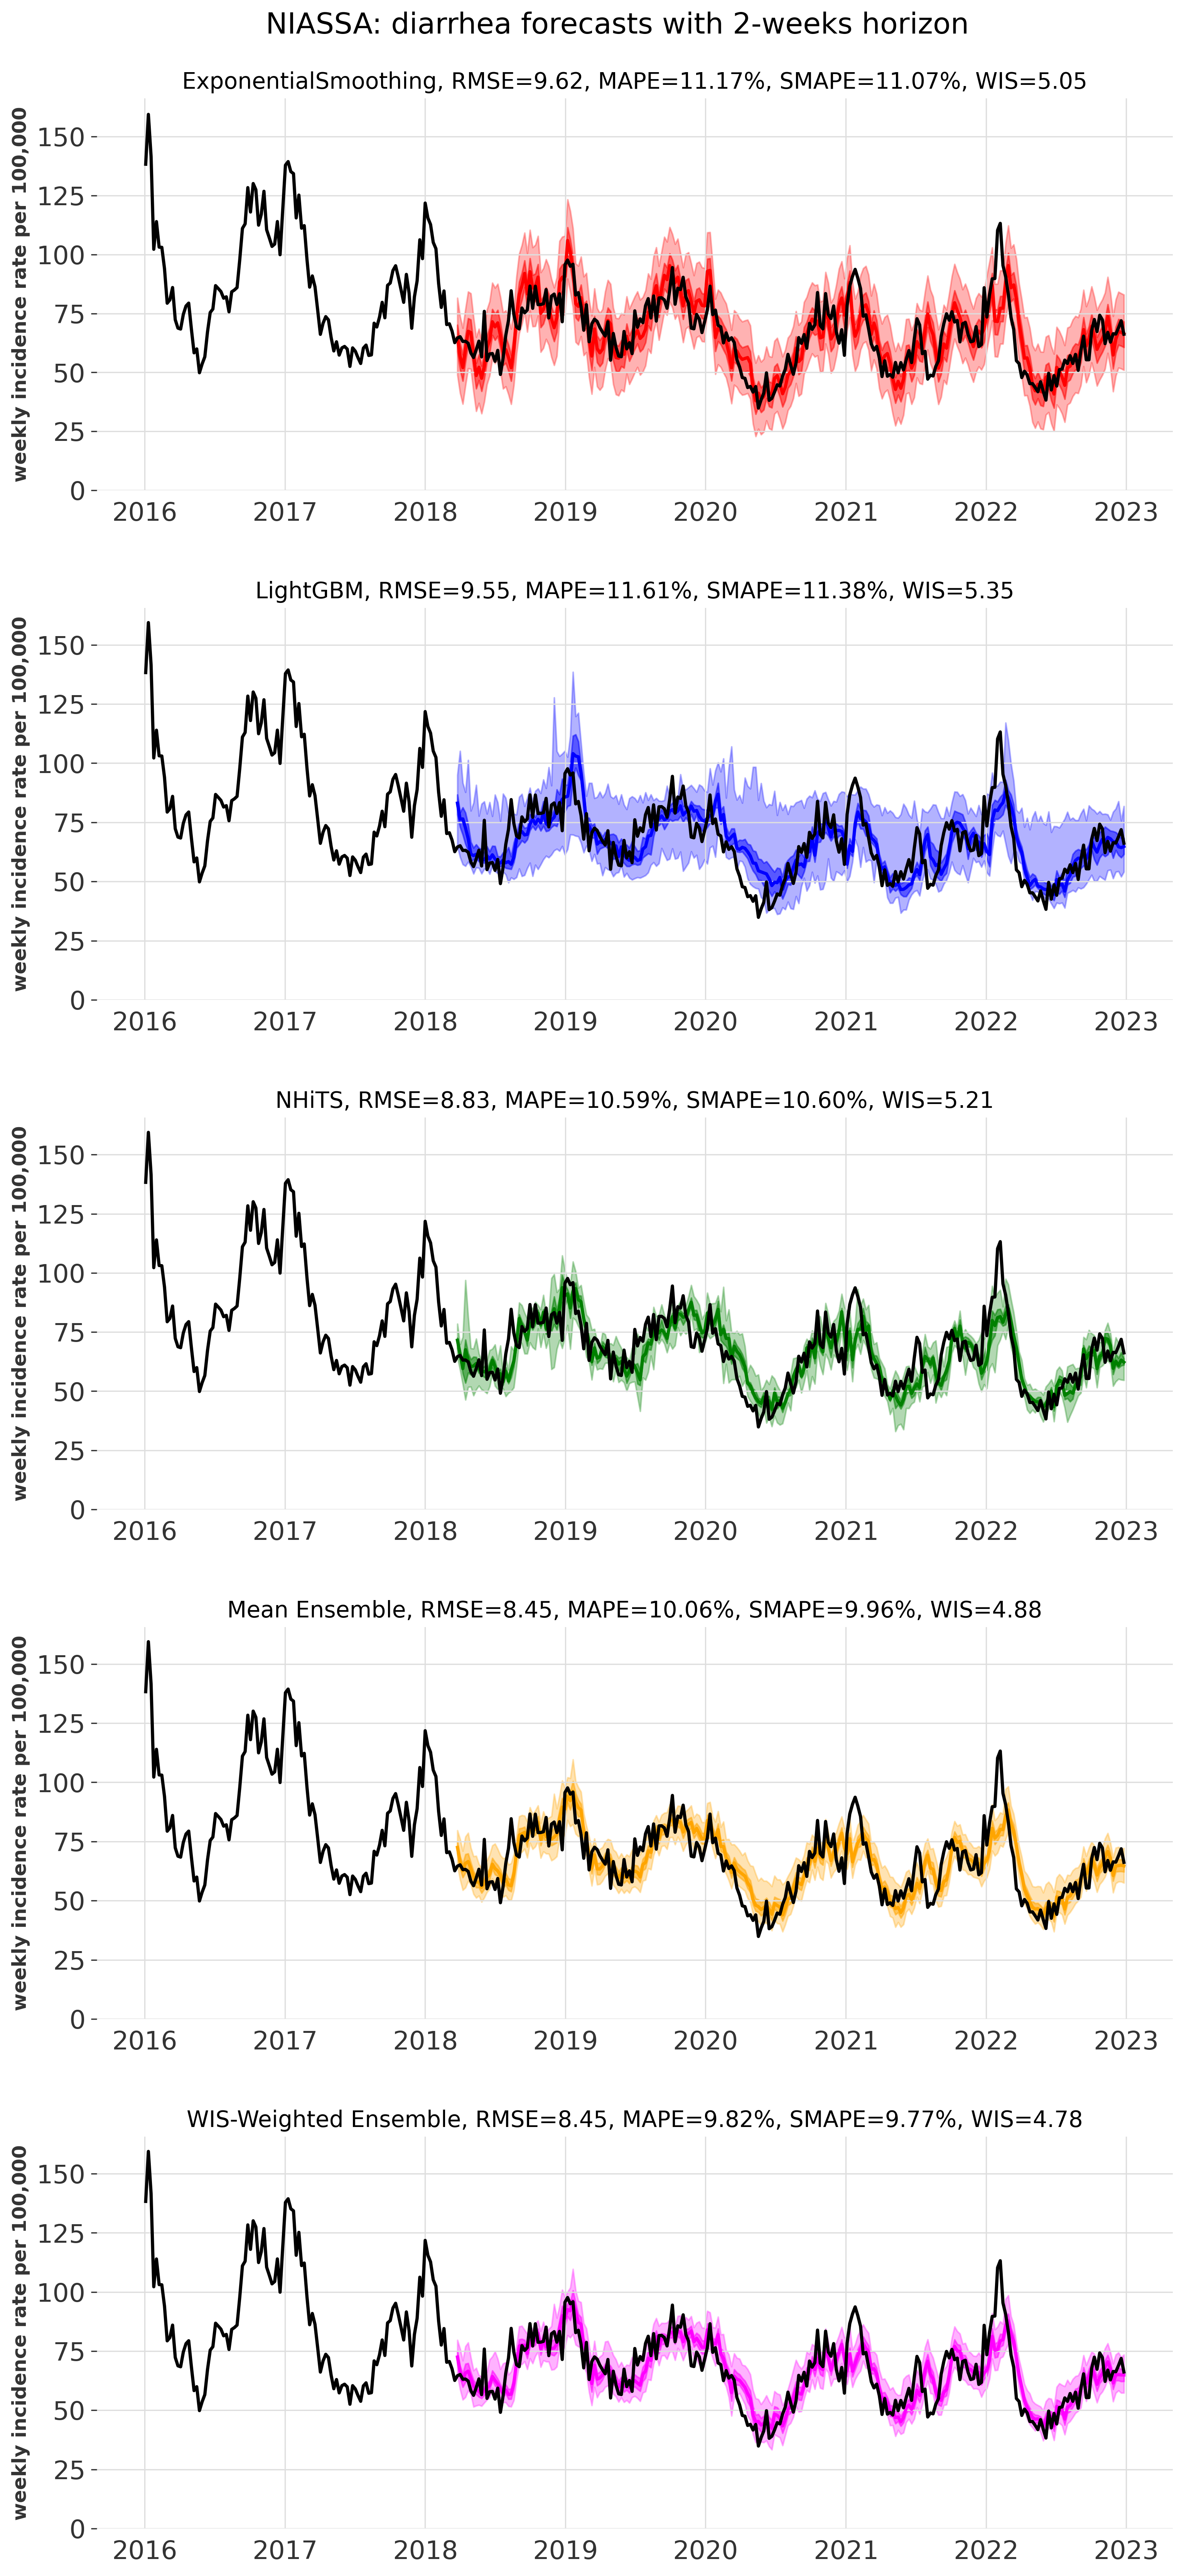 NIASSA: diarrhea forecasts with 2-weeks horizon
ExponentialSmoothing, RMSE=9.62, MAPE=11.17%, SMAPE=11.07%, WIS=5.05
weekly incidence rate per 100,000
150
125
100
75
50
25
0
2016 2017 2018 2019 2020 2021 2022 2023
LightGBM, RMSE=9.55, MAPE=11.61%, SMAPE=11.38%, WIS=5.35
weekly incidence rate per 100,000
150
125
100
75
50
25
0
2016 2017 2018 2019 2020 2021 2022 2023
NHiTS, RMSE=8.83, MAPE=10.59%, SMAPE=10.60%, WIS=5.21
weekly incidence rate per 100,000
150
125
100
75
50
25
0
2016 2017 2018 2019 2020 2021 2022 2023
Mean Ensemble, RMSE=8.45, MAPE=10.06%, SMAPE=9.96%, WIS=4.88
weekly incidence rate per 100,000
150
125
100
75
50
25
0
2016 2017 2018 2019 2020 2021 2022 2023
WIS-Weighted Ensemble, RMSE=8.45, MAPE=9.82%, SMAPE=9.77%, WIS=4.78
weekly incidence rate per 100,000
150
125
100
75
50
25
0
2016 2017 2018 2019 2020 2021 2022 2023